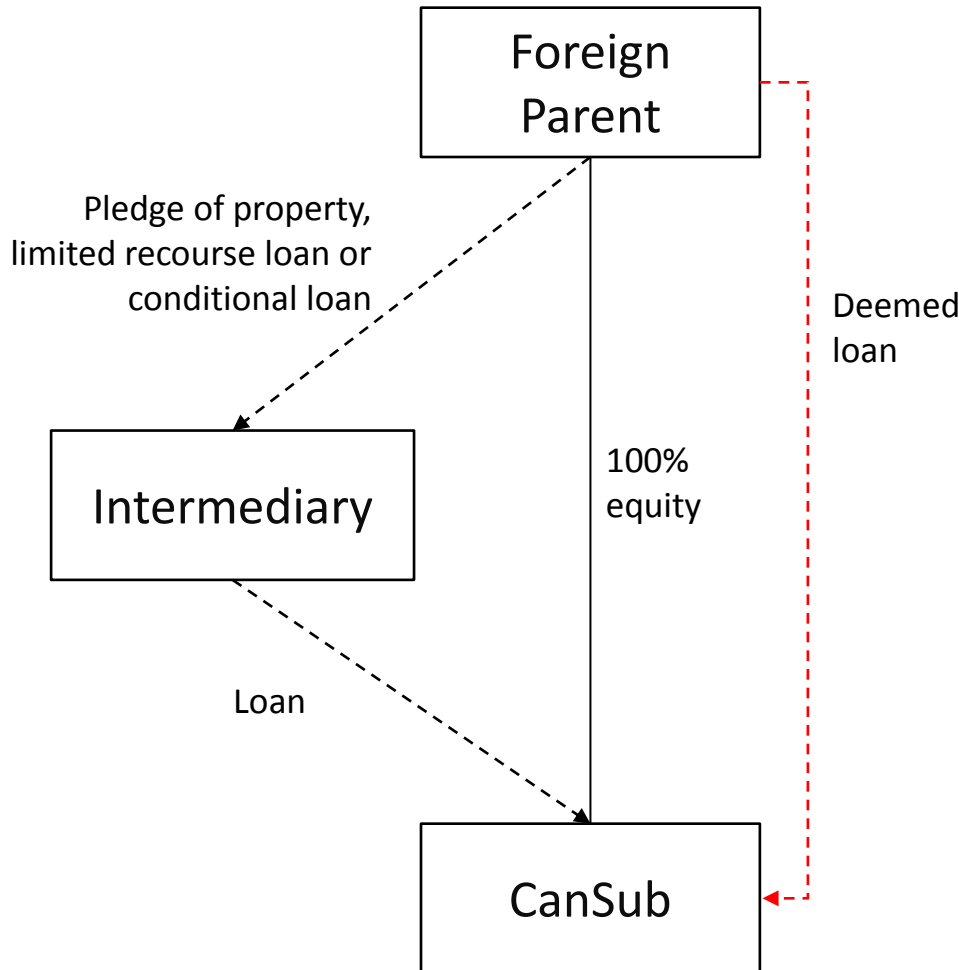 Foreign
Parent
Pledge of property,
limited recourse loan or
conditional loan
Deemed
loan
100%
equity
Intermediary
Loan
CanSub